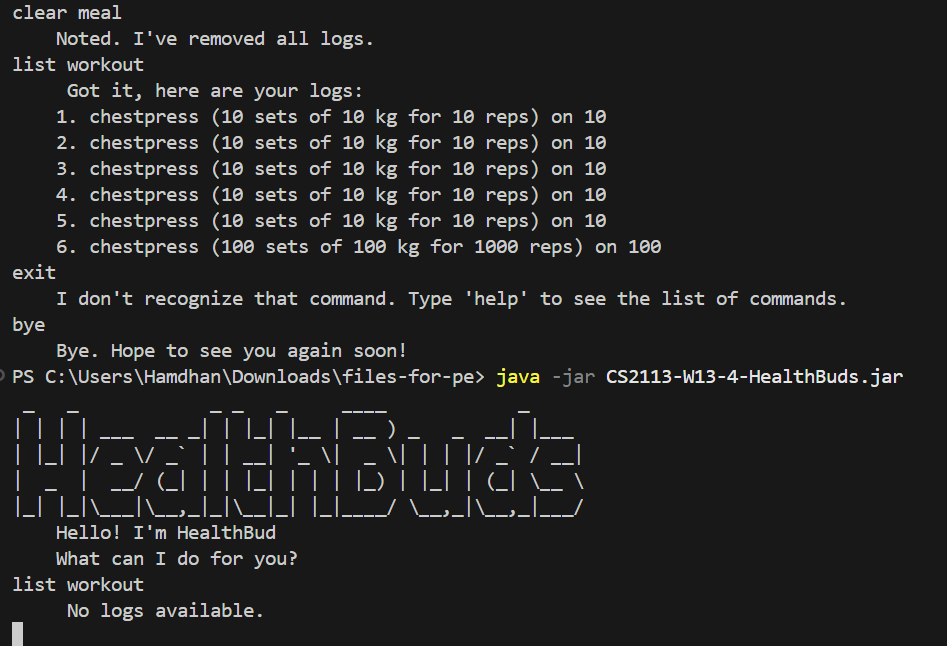 clear meal
    Noted. I've removed all logs.
list workout
     Got it, here are your logs:
    1. chestpress (10 sets of 10 kg for 10 reps) on 10
    2. chestpress (10 sets of 10 kg for 10 reps) on 10
    3. chestpress (10 sets of 10 kg for 10 reps) on 10
    4. chestpress (10 sets of 10 kg for 10 reps) on 10
    5. chestpress (10 sets of 10 kg for 10 reps) on 10
    6. chestpress (100 sets of 100 kg for 1000 reps) on 100
exit
    I don't recognize that command. Type 'help' to see the list of commands.
bye
    Bye. Hope to see you again soon!
PS C:\Users\Hamdhan\Downloads\files-for-pe> java -jar CS2113-W13-4-HealthBuds.jar
HealthBuds
    Hello! I'm HealthBud
    What can I do for you?
list workout
     No logs available.